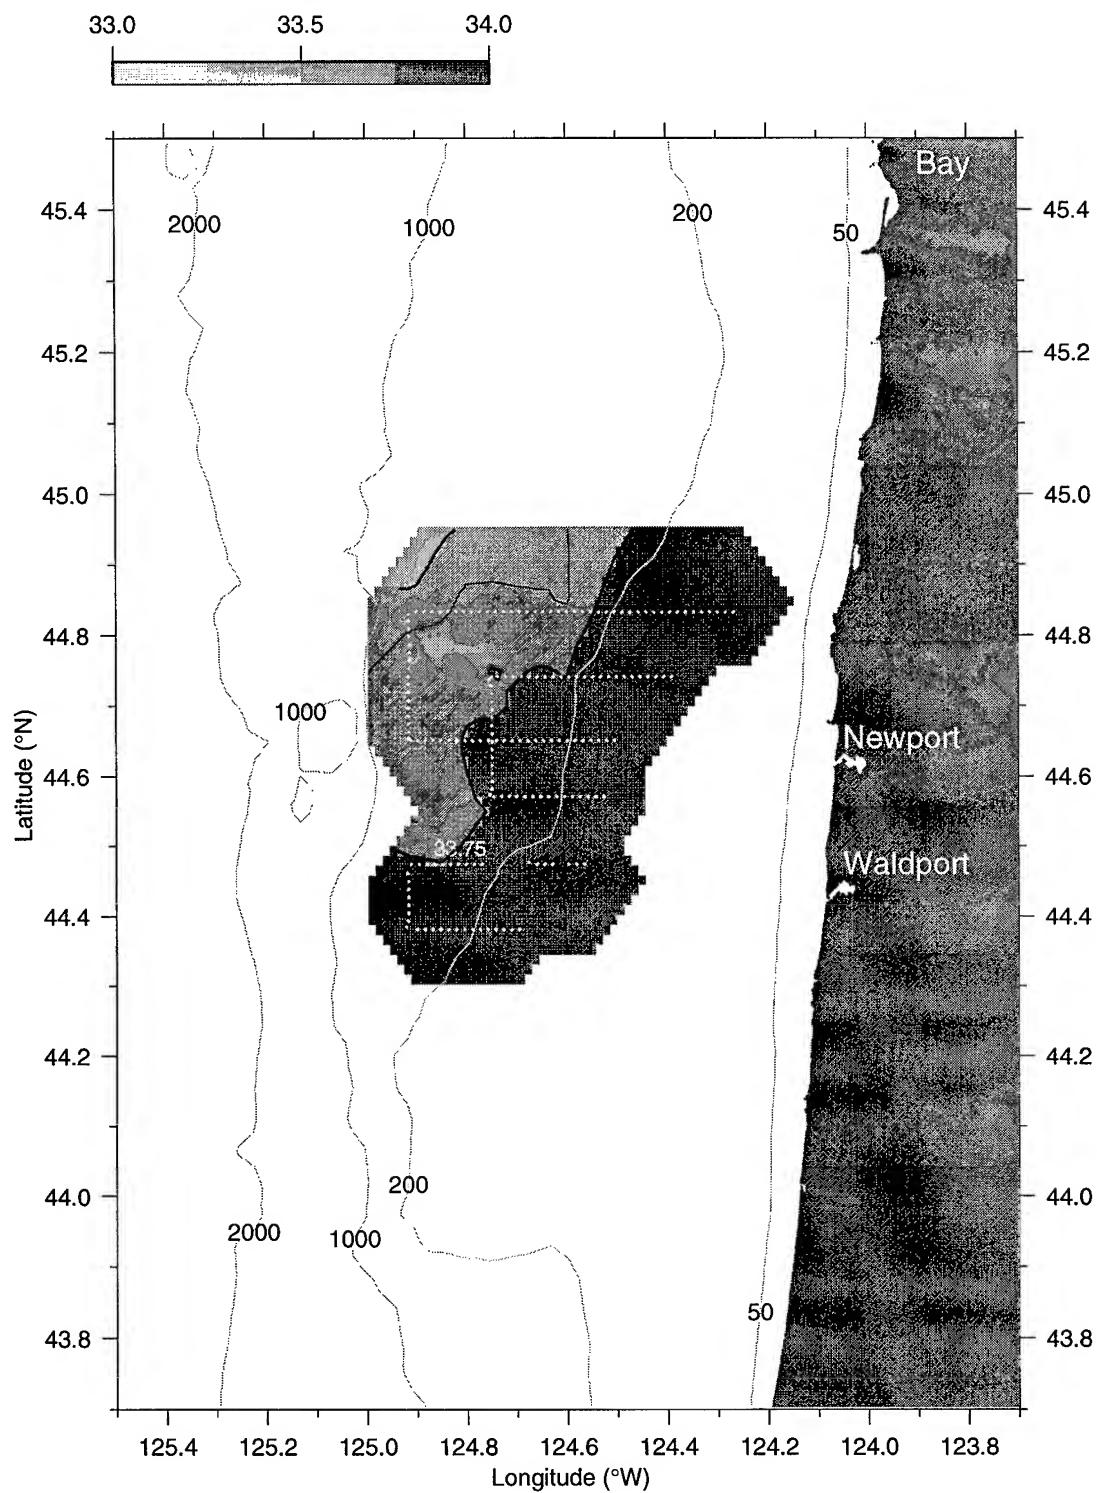 33.0 33.5 34.0
Bay
45.4 2000 1000 200 50 45.4
45.2 45.2
45.0 45.0
44.8 44.8
1000 Newport
Latitude (°N)
44.6 44.6
33.75 Waldport
44.4 44.4
44.2 44.2
200
44.0 44.0
2000 1000
50
43.8 43.8
125.4 125.2 125.0 124.8 124.6 124.4 124.2 124.0 123.8
Longitude (°W)